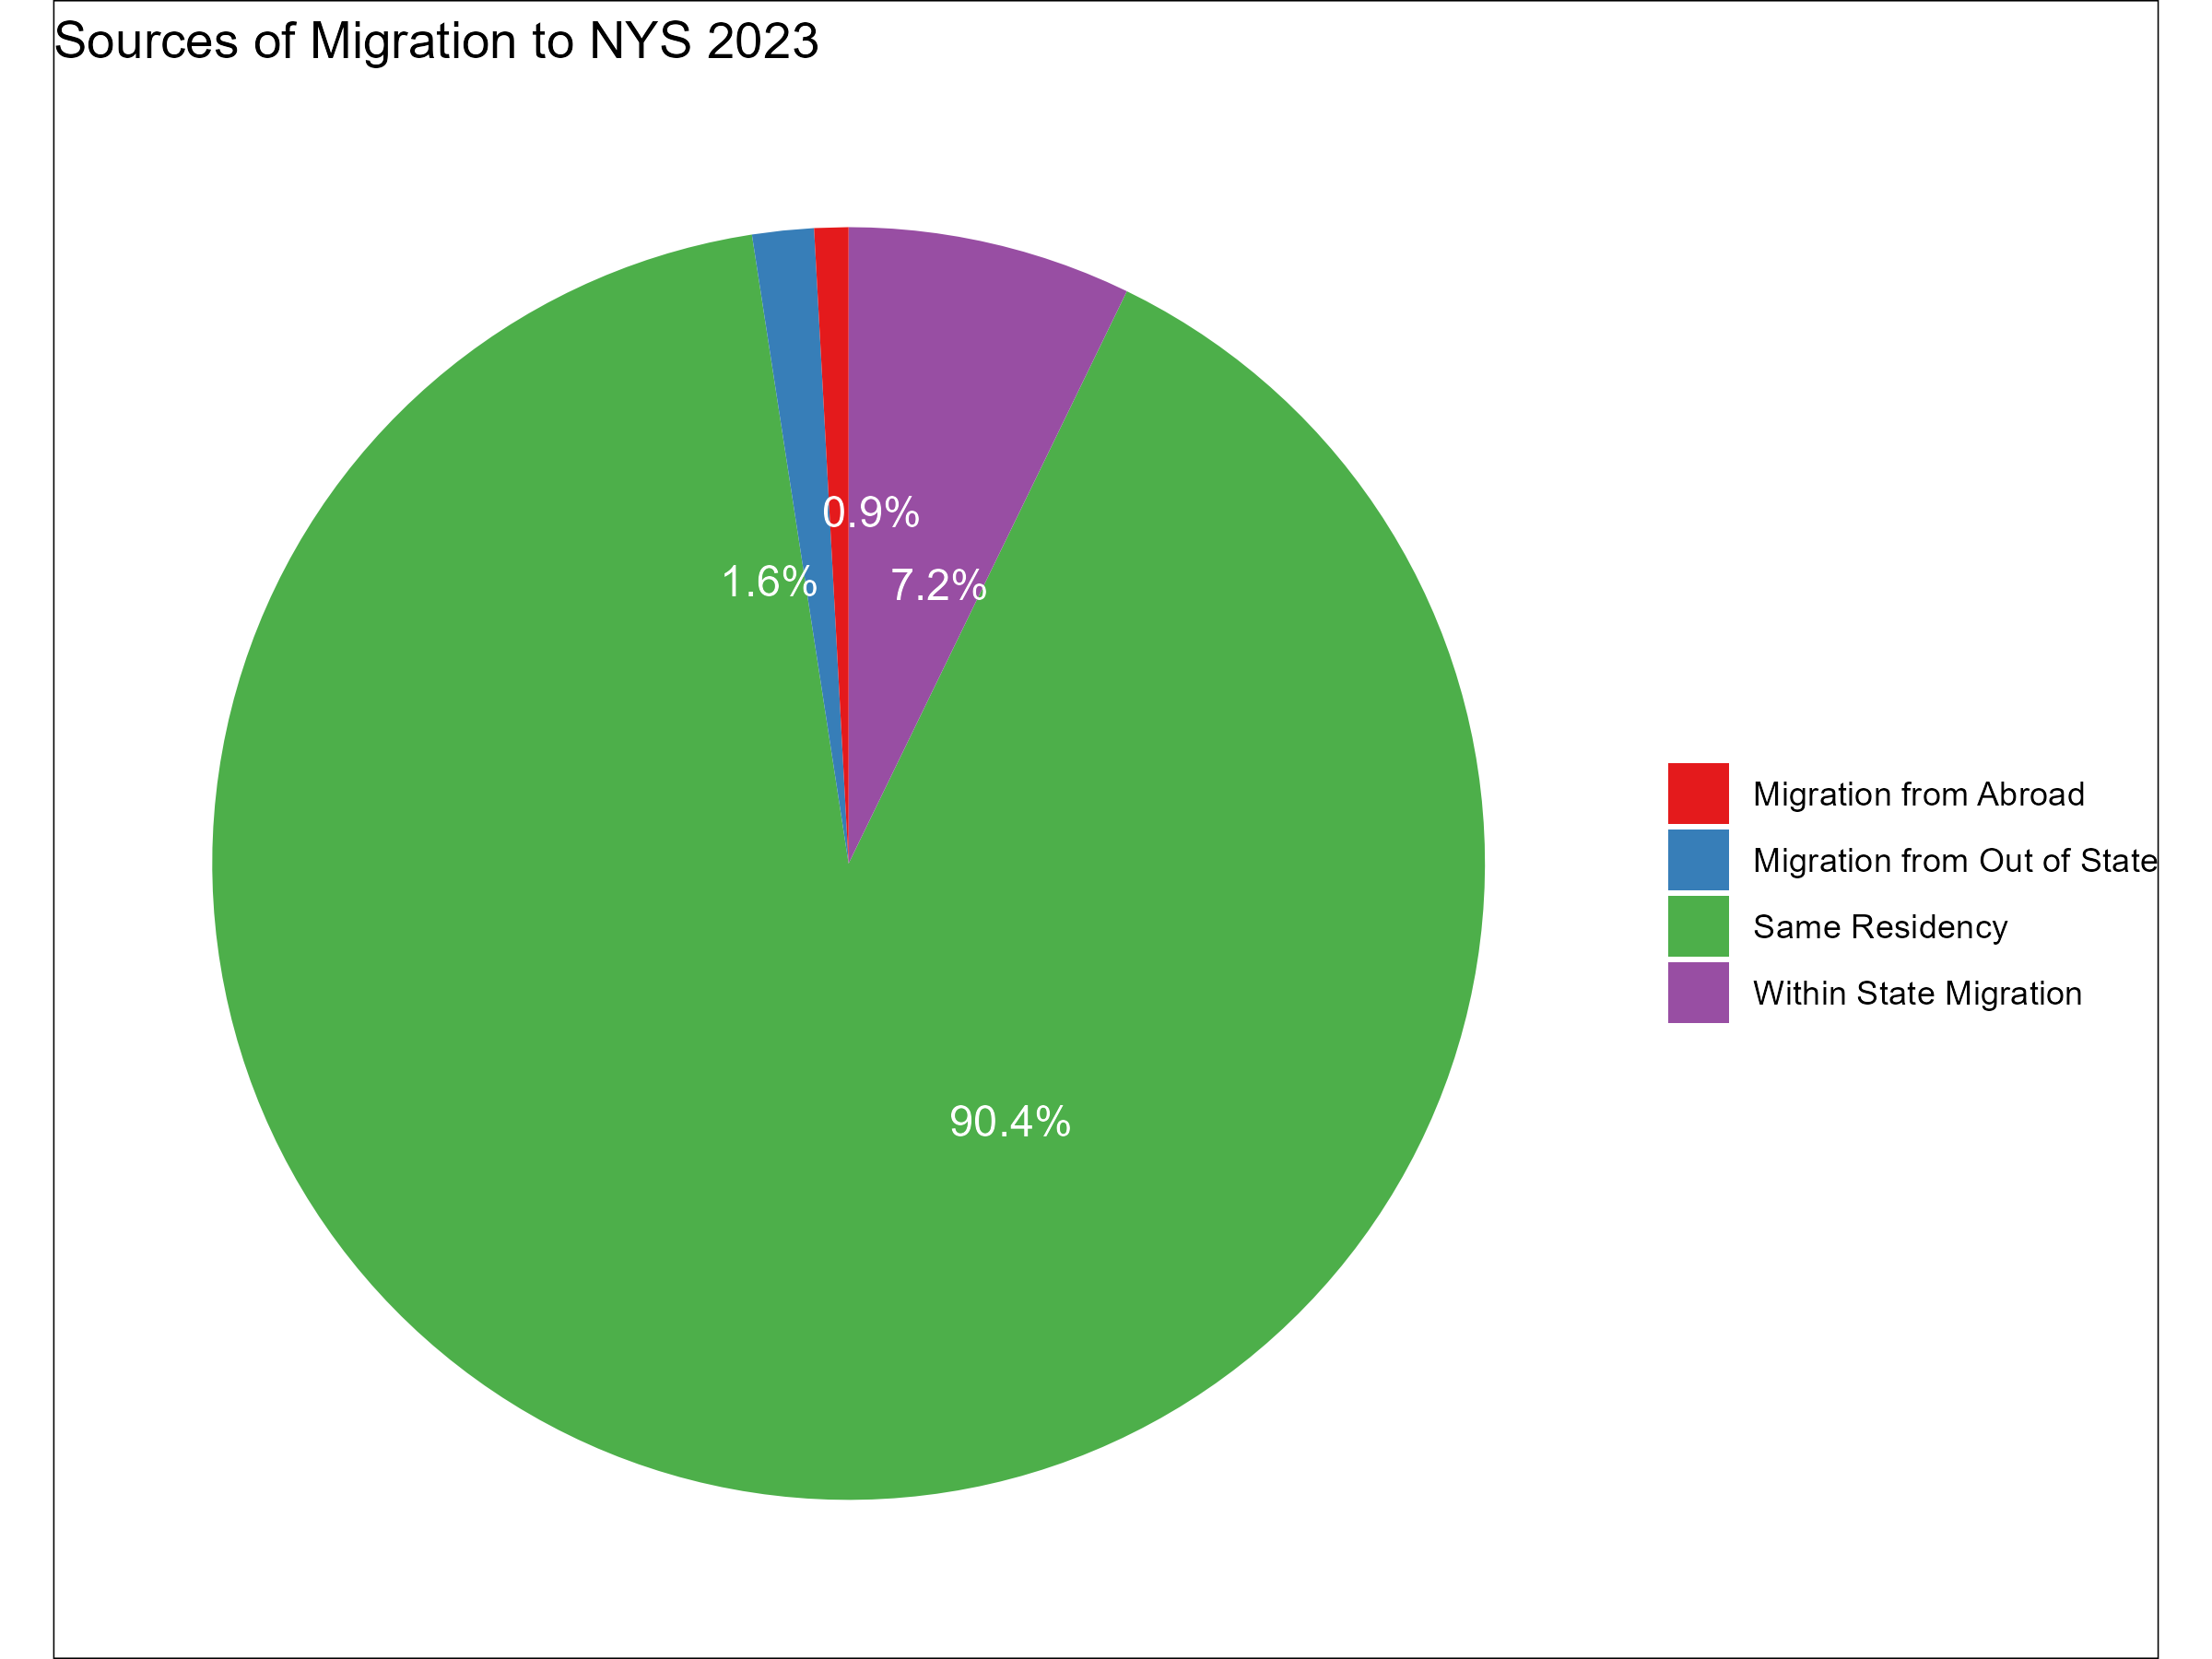 Sources of Migration to NYS 2023
0.9%
1.6%
7.2%
90.4%
Migration from Abroad
Migration from Out of State
Same Residency
Within State Migration